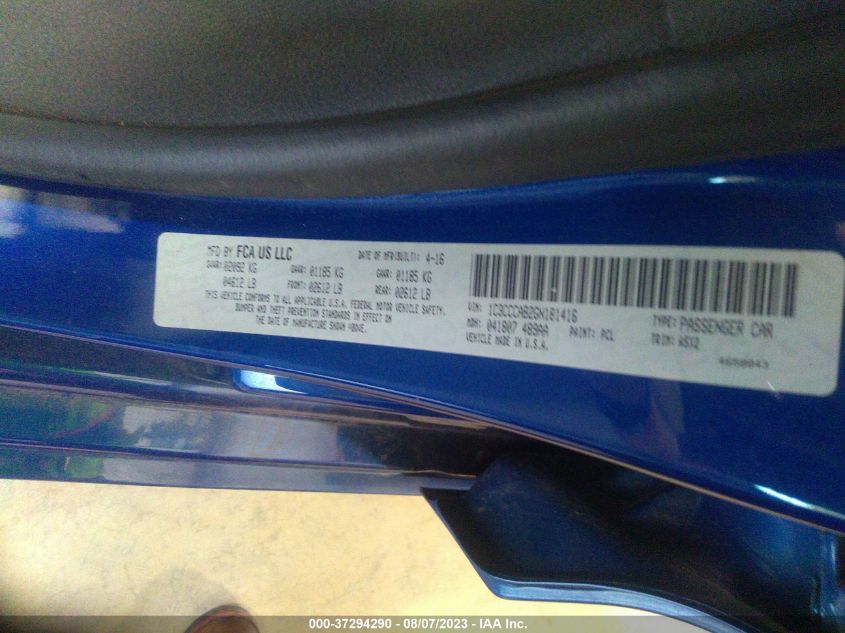 MFD BY FCA US LLC DATE OF MFR(BUILT): 4-16
GVWR: 02092 KG GAWR: 01185 KG GAWR: 01185 KG
04612 LB FRONT: 02612 LB REAR: 02612 LB
THIS VEHICLE CONFORMS TO ALL APPLICABLE U.S.A. FEDERAL MOTOR VEHICLE SAFETY,
BUMPER AND THEFT PREVENTION STANDARDS IN EFFECT ON
THE DATE OF MANUFACTURE SHOWN ABOVE.
VIN: 1C3CCCAB2GN181416 TYPE: PASSENGER CAR
MDH: 041807 489AA PAINT: PCL TRIM: A5X2
VEHICLE MADE IN U.S.A. 4650043
000-37294290 - 08/07/2023 - IAA Inc.